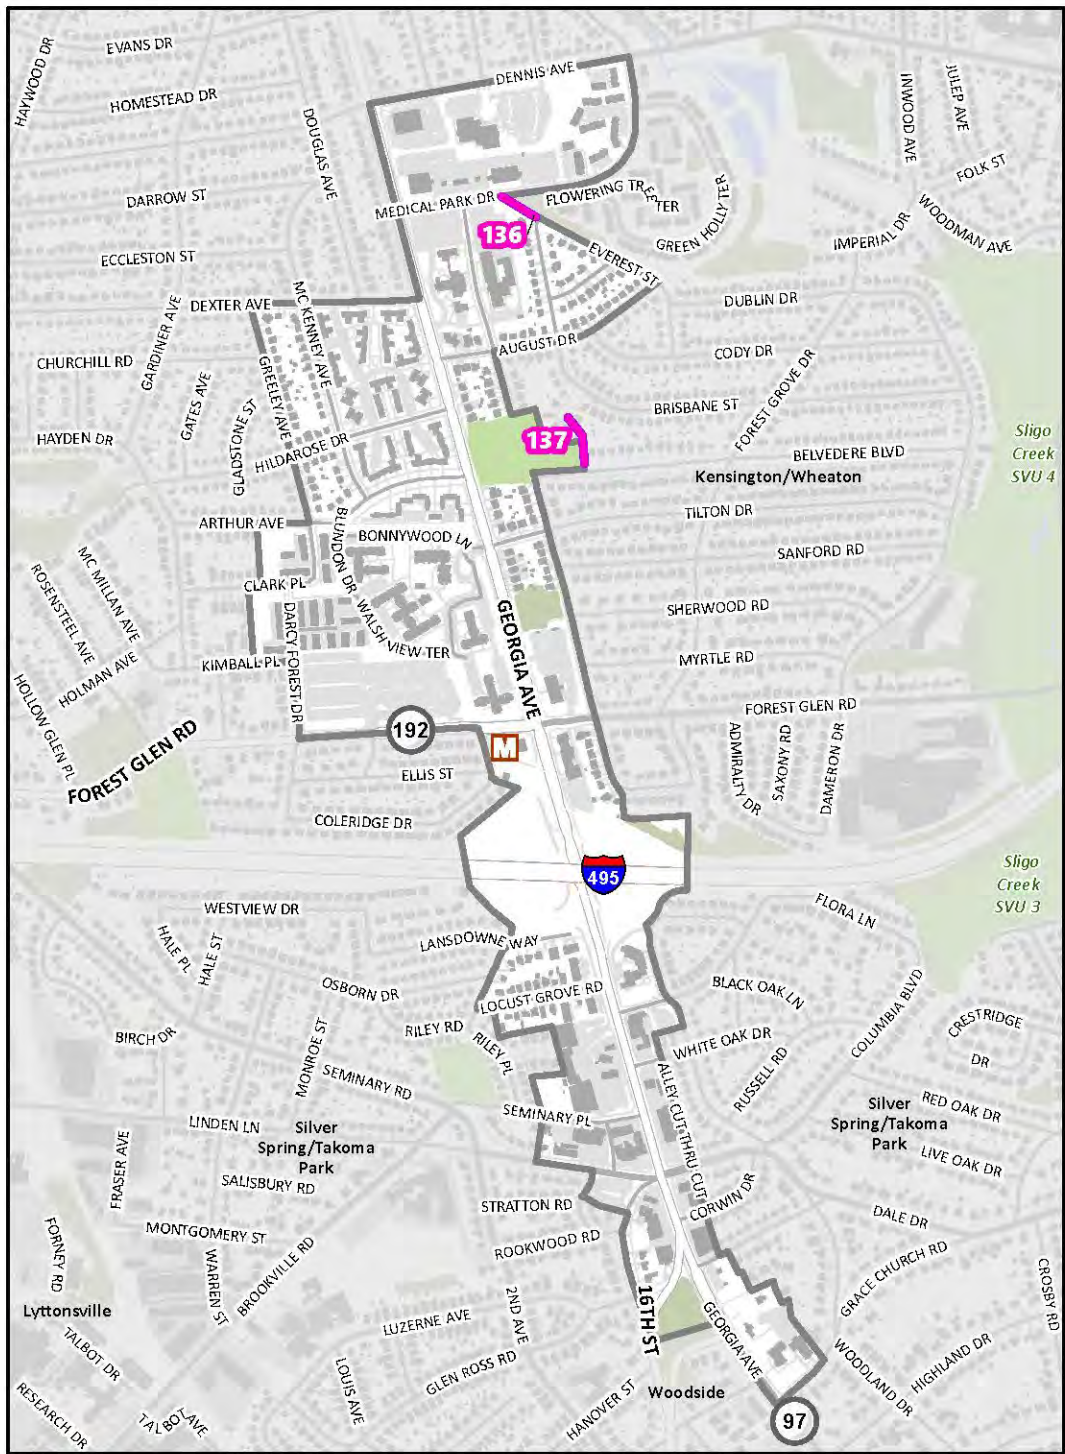 EVANS DR
HAYWOOD DR
HOMESTEAD DR
DOUGLAS AVE
DENNIS AVE
INWOOD AVE
JULEP AVE
FOLK ST
WOODMAN AVE
DARROW ST
MEDICAL PARK DR
FLOWERING TREE TER
GREEN HOLLY TER
IMPERIAL DR
136
EVEREST ST
ECCLESTON ST
DEXTER AVE
MC KENNEY AVE
DUBLIN DR
GARDINER AVE
CHURCHILL RD
GREELEY AVE
AUGUST DR
CODY DR
FOREST GROVE DR
GATES AVE
GLADSTONE ST
BRISBANE ST
HAYDEN DR
HILDAROSE DR
137
BELVEDERE BLVD
Kensington/Wheaton
Sligo
Creek
SVU 4
ARTHUR AVE
BLUNDON DR
BONNYWOOD LN
TILTON DR
SANFORD RD
MC MILLAN AVE
ROSENSTEEL AVE
CLARK PL
DARCY FOREST DR
WALSH VIEW TER
GEORGIA AVE
SHERWOOD RD
HOLMAN AVE
KIMBALL PL
MYRTLE RD
HOLLOW GLEN PL
FOREST GLEN RD
192
M
FOREST GLEN RD
ADMIRALTY DR
SAXONY RD
DAMERON DR
ELLIS ST
COLERIDGE DR
495
Sligo
Creek
SVU 3
WESTVIEW DR
FLORA LN
HALE PL
HALE ST
LANSDOWNE WAY
OSBORN DR
LOCUST GROVE RD
BLACK OAK LN
COLUMBIA BLVD
CRESTRIDGE
DR
BIRCH DR
MONROE ST
RILEY RD
RILEY PL
WHITE OAK DR
RUSSELL RD
SEMINARY RD
ALLEY CUT THRU CUT
SEMINARY PL
LINDEN LN
Silver
Spring/Takoma
Park
Silver
Spring/Takoma
Park
RED OAK DR
LIVE OAK DR
FRASER AVE
SALISBURY RD
STRATTON RD
CORWIN DR
DALE DR
MONTGOMERY ST
FORNEY RD
WARREN ST
BROOKVILLE RD
ROOKWOOD RD
GRACE CHURCH RD
CROSBY RD
Lyttonsville
TALBOT DR
LUZERNE AVE
2ND AVE
16TH ST
GEORGIA AVE
GLEN ROSS RD
LOUIS AVE
WOODLAND DR
HIGHLAND DR
RESEARCH DR
TALBOT AVE
HANOVER ST
Woodside
97